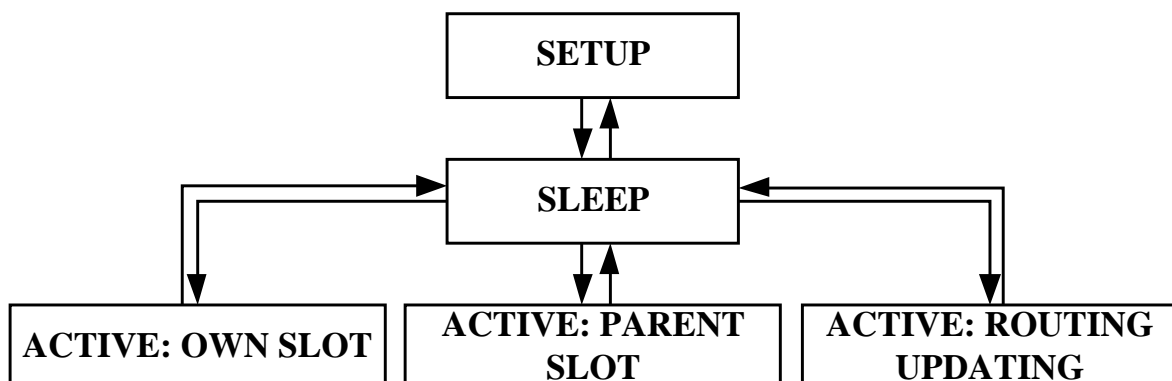 SETUP
SLEEP
ACTIVE: OWN SLOT
ACTIVE: PARENT
SLOT
ACTIVE: ROUTING
UPDATING